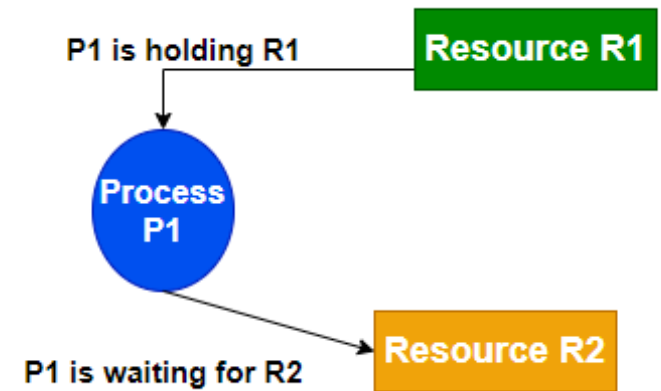 P1 is holding R1
Resource R1
Process
P1
Resource R2
P1 is waiting for R2